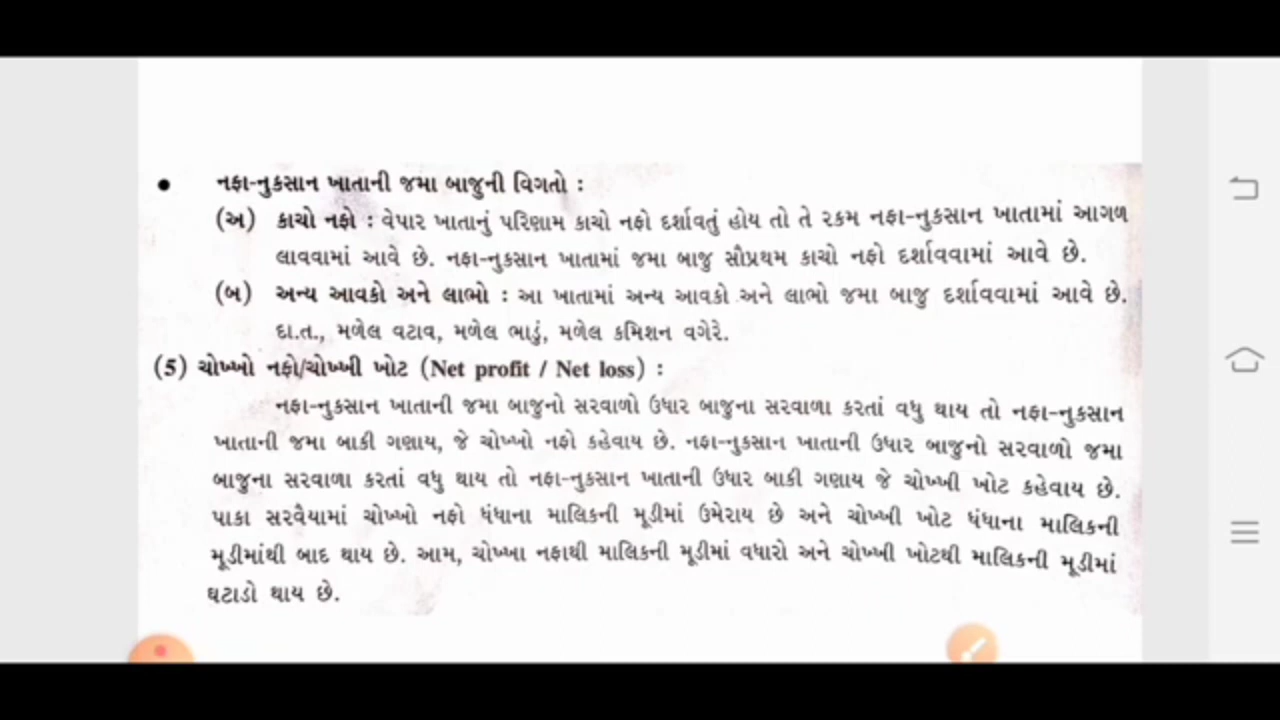 ● નફા-નુકસાન ખાતાની જમા બાજુની વિગતો :
(અ) કાચો નફો : વેપાર ખાતાનું પરિણામ કાચો નફો દર્શાવતું હોય તો તે રકમ નફા-નુકસાન ખાતામાં આગળ
લાવવામાં આવે છે. નફા-નુકસાન ખાતામાં જમા બાજુ સૌપ્રથમ કાચો નફો દર્શાવવામાં આવે છે.
(બ) અન્ય આવકો અને લાભો : આ ખાતામાં અન્ય આવકો અને લાભો જમા બાજુ દર્શાવવામાં આવે છે.
દા.ત., મળેલ વટાવ, મળેલ ભાડું, મળેલ કમિશન વગેરે.
(5) ચોખ્ખો નફો/ચોખ્ખી ખોટ (Net profit / Net loss) :
નફા-નુકસાન ખાતાની જમા બાજુનો સરવાળો ઉધાર બાજુના સરવાળા કરતાં વધુ થાય તો નફા-નુકસાન
ખાતાની જમા બાકી ગણાય, જે ચોખ્ખો નફો કહેવાય છે. નફા-નુકસાન ખાતાની ઉધાર બાજુનો સરવાળો જમા
બાજુના સરવાળા કરતાં વધુ થાય તો નફા-નુકસાન ખાતાની ઉધાર બાકી ગણાય જે ચોખ્ખી ખોટ કહેવાય છે.
પાકા સરવૈયામાં ચોખ્ખો નફો ધંધાના માલિકની મૂડીમાં ઉમેરાય છે અને ચોખ્ખી ખોટ ધંધાના માલિકની
મૂડીમાંથી બાદ થાય છે. આમ, ચોખ્ખા નફાથી માલિકની મૂડીમાં વધારો અને ચોખ્ખી ખોટથી માલિકની મૂડીમાં
ઘટાડો થાય છે.